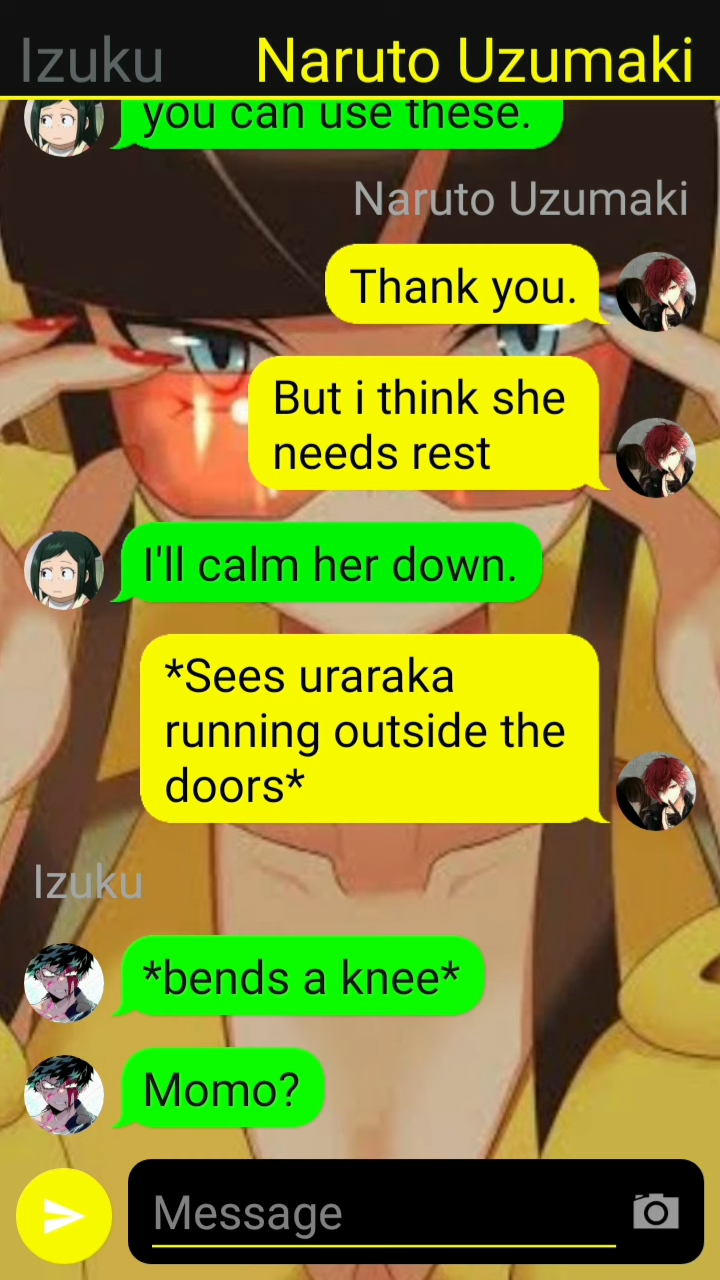 Izuku
Naruto Uzumaki
you can use these.
Naruto Uzumaki
Thank you.
But i think she
needs rest
I'll calm her down.
*Sees uraraka
running outside the
doors*
Izuku
*bends a knee*
Momo?
Message